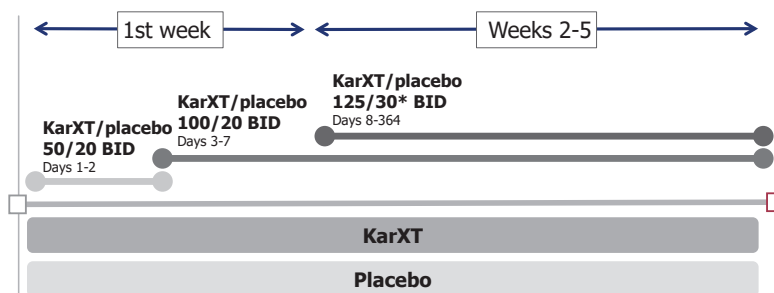 1st week
Weeks 2-5
KarXT/placebo
125/30* BID
Days 8-364
KarXT/placebo
100/20 BID
Days 3-7
KarXT/placebo
50/20 BID
Days 1-2
KarXT
Placebo